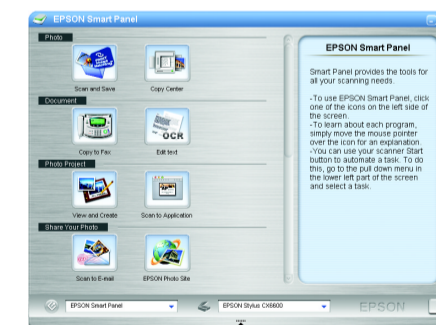 EPSON Smart Panel
Photo
Scan and Save
Copy Center
Document
OCR
Copy to Fax
Edit text
Photo Project
View and Create
Scan to Application
Share Your Photo
Scan to E-mail
EPSON Photo Site
EPSON Smart Panel
Smart Panel provides the tools for
all your scanning needs.
-To use EPSON Smart Panel, click
one of the icons on the left side of
the screen.
-To learn about each program,
simply move the mouse pointer
over the icon for an explanation.
-You can use your scanner Start
button to automate a task. To do
this, go to the pull down menu in
the lower left part of the screen
and select a task.
EPSON Smart Panel
EPSON Stylus CX6600
EPSON